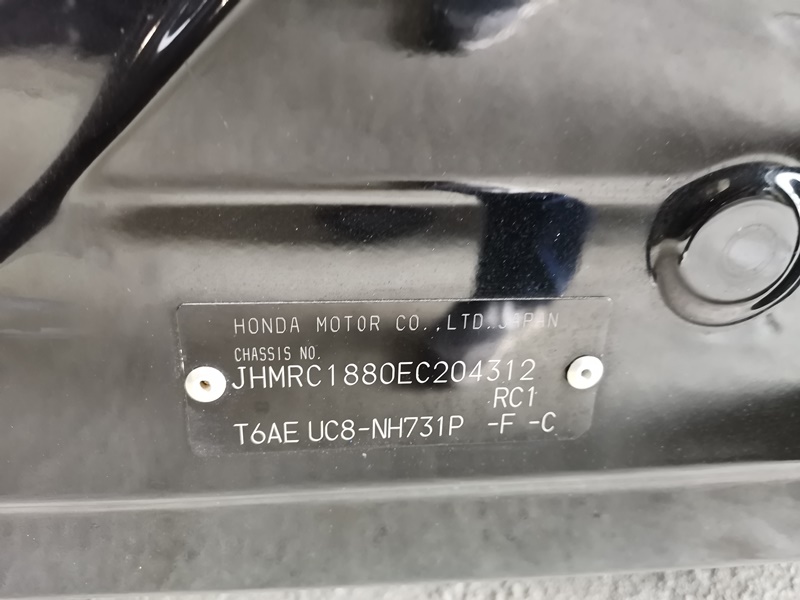 HONDA MOTOR CO.,LTD. JAPAN
CHASSIS NO.
JHMRC1880EC204312
RC1
T6AE UC8-NH731P -F -C